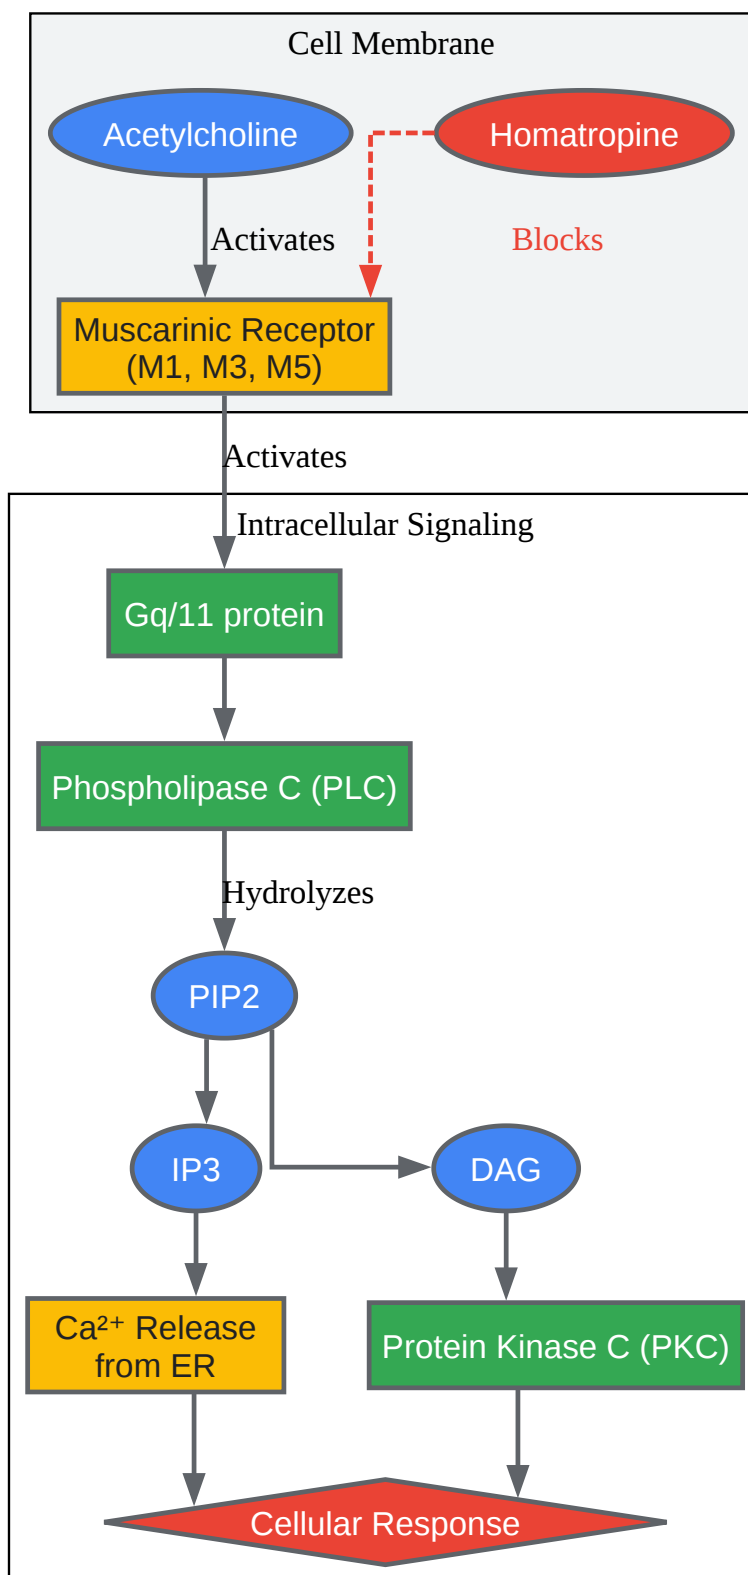 Cell Membrane
Acetylcholine
Homatropine
Activates
Blocks
Muscarinic Receptor
(M1, M3, M5)
Activates
Intracellular Signaling
Gq/11 protein
Phospholipase C (PLC)
Hydrolyzes
PIP2
IP3
DAG
Ca²⁺ Release
from ER
Protein Kinase C (PKC)
Cellular Response